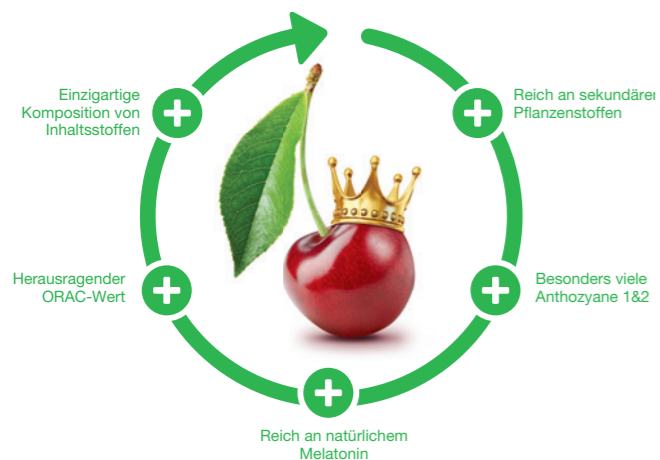 Einzigartige
Komposition von
Inhaltsstoffen
Reich an sekundären
Pflanzenstoffen
Herausragender
ORAC-Wert
Besonders viele
Anthozyane 1&2
Reich an natürlichem
Melatonin